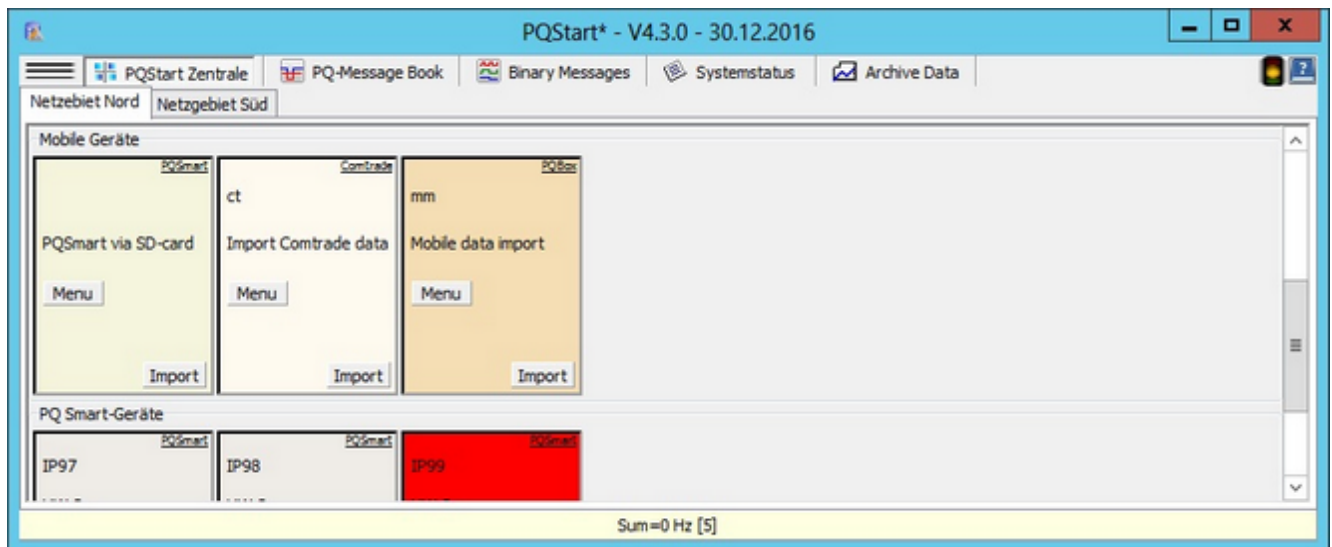 PQStart* - V4.3.0 - 30.12.2016
PQStart Zentrale PQ-Message Book Binary Messages Systemstatus Archive Data
Netzebiet Nord Netzgebiet Süd
Mobile Geräte
PQSmart Comtrade PQBox
ct mm
PQSmart via SD-card Import Comtrade data Mobile data import
Menu Menu Menu
Import Import Import
PQ Smart-Geräte
PQSmart PQSmart PQSmart
IP97 IP98 IP99
Sum=0 Hz [5]